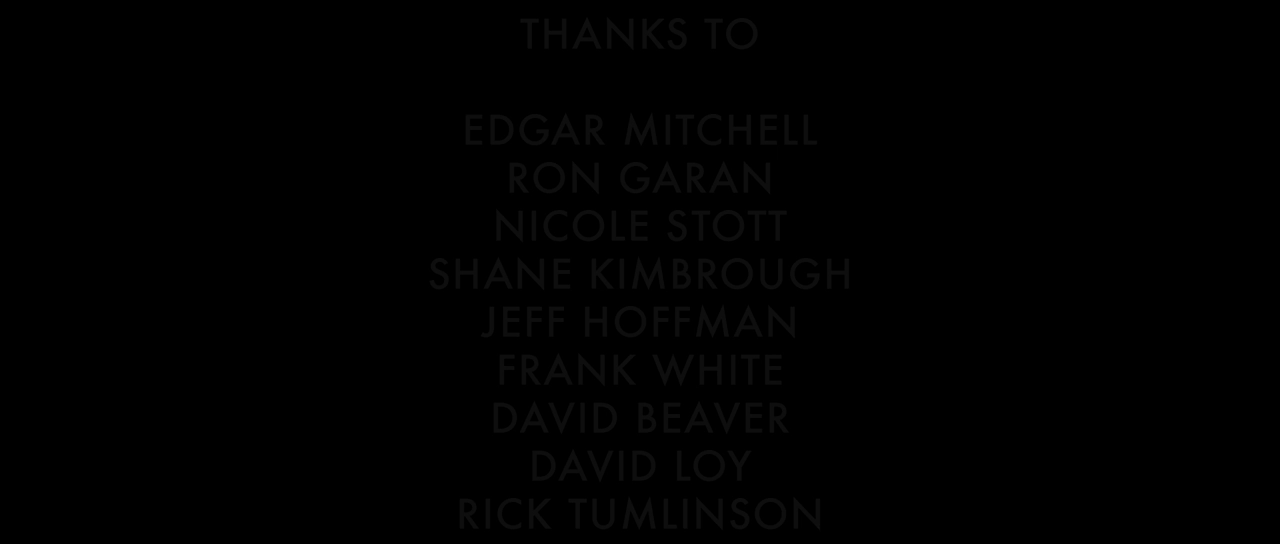 THANKS TO
EDGAR MITCHELL
RON GARAN
NICOLE STOTT
SHANE KIMBROUGH
JEFF HOFFMAN
FRANK WHITE
DAVID BEAVER
DAVID LOY
RICK TUMLINSON